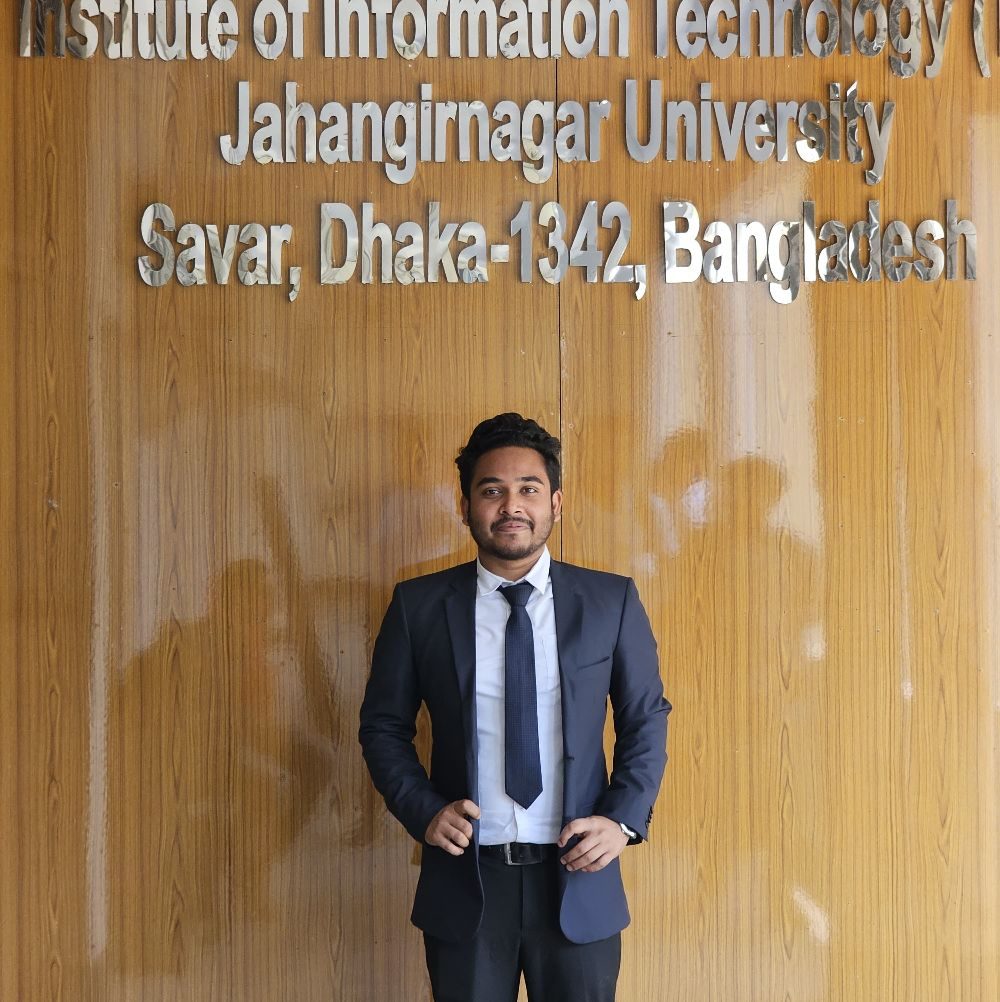 Institute of Information Technology (
Jahangirnagar University
Savar, Dhaka-1342, Bangladesh